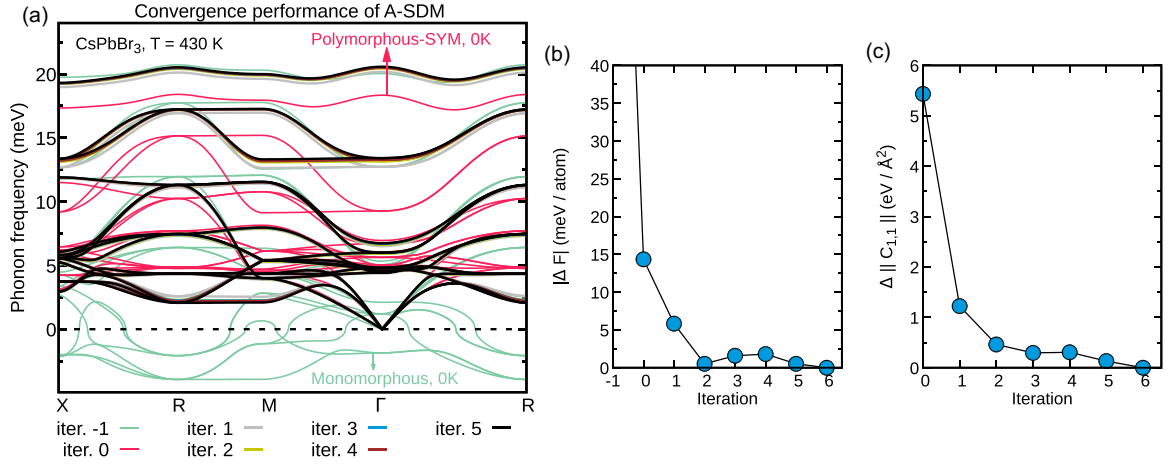 (a)
Convergence performance of A-SDM
CsPbBr3, T = 430 K
Polymorphous-SYM, 0K
Monomorphous, 0K
Phonon frequency (meV)
20
15
10
5
0
X R M Γ R
iter. -1 iter. 1 iter. 3 iter. 5
iter. 0 iter. 2 iter. 4
(b)
|Δ F| (meV / atom)
40
35
30
25
20
15
10
5
0
-1 0 1 2 3 4 5 6
Iteration
(c)
Δ || C1,1 || (eV / Å²)
6
5
4
3
2
1
0
0 1 2 3 4 5 6
Iteration